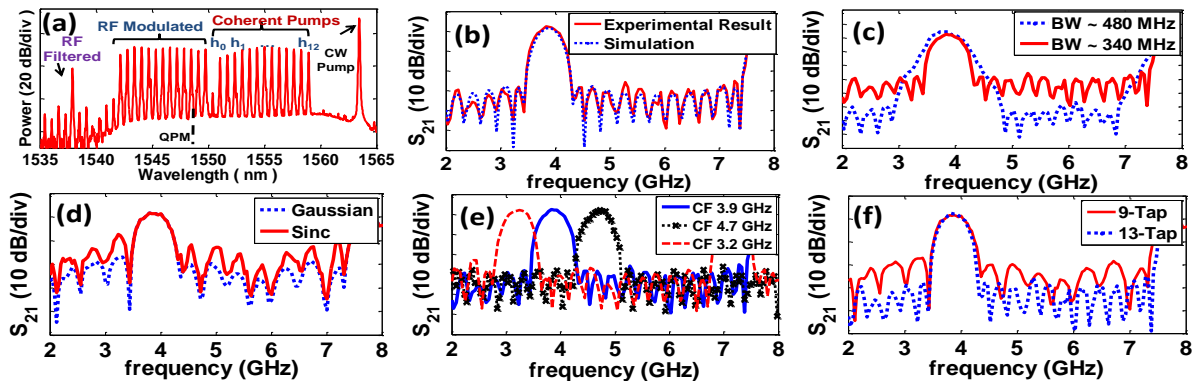 (a)
RF Modulated
Coherent Pumps
RF
Filtered
h0 h1 h12
CW
Pump
QPM
Power (20 dB/div)
1535 1540 1545 1550 1555 1560 1565
Wavelength ( nm )
(b)
Experimental Result
Simulation
S21 (10 dB/div)
2 3 4 5 6 7 8
frequency (GHz)
(c)
BW ~ 480 MHz
BW ~ 340 MHz
S21 (10 dB/div)
2 3 4 5 6 7 8
frequency (GHz)
(d)
Gaussian
Sinc
S21 (10 dB/div)
2 3 4 5 6 7 8
frequency (GHz)
(e)
CF 3.9 GHz
CF 4.7 GHz
CF 3.2 GHz
S21 (10 dB/div)
2 3 4 5 6 7 8
frequency (GHz)
(f)
9-Tap
13-Tap
S21 (10 dB/div)
2 3 4 5 6 7 8
frequency (GHz)